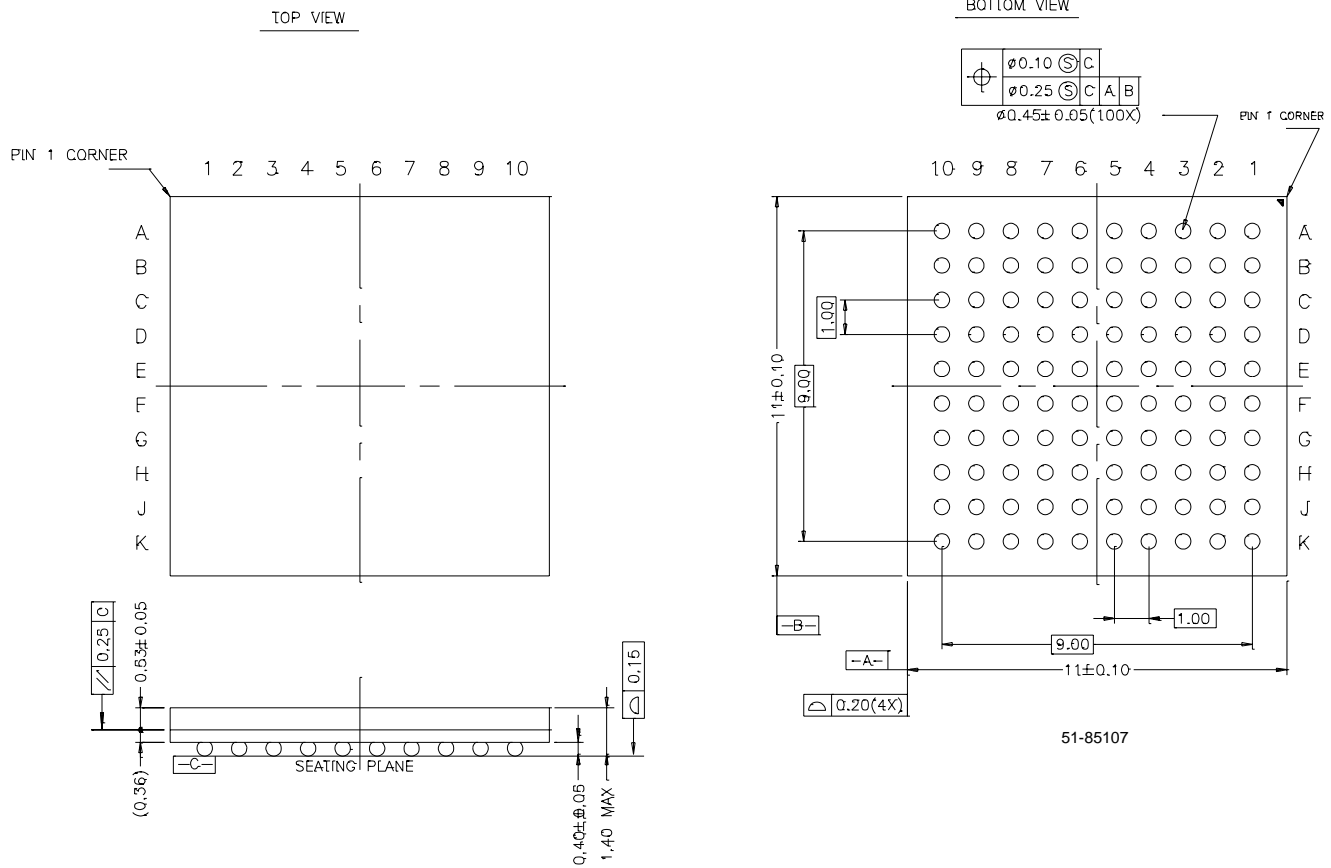 TOP VIEW
BOTTOM VIEW
⌀0.10 Ⓢ C
⌀0.25 Ⓢ C A B
⌀0.45±0.05(100X)
PIN 1 CORNER
PIN 1 CORNER
1 2 3 4 5 6 7 8 9 10
10 9 8 7 6 5 4 3 2 1
A
B
C
D
E
F
G
H
J
K
A
B
C
D
E
F
G
H
J
K
1.00
9.00
11±0.10
-B-
1.00
9.00
-A-
11±0.10
0.20(4X)
51-85107
// 0.25 C
0.53±0.05
(0.36)
-C-
SEATING PLANE
0.15
0.40±0.05
1.40 MAX